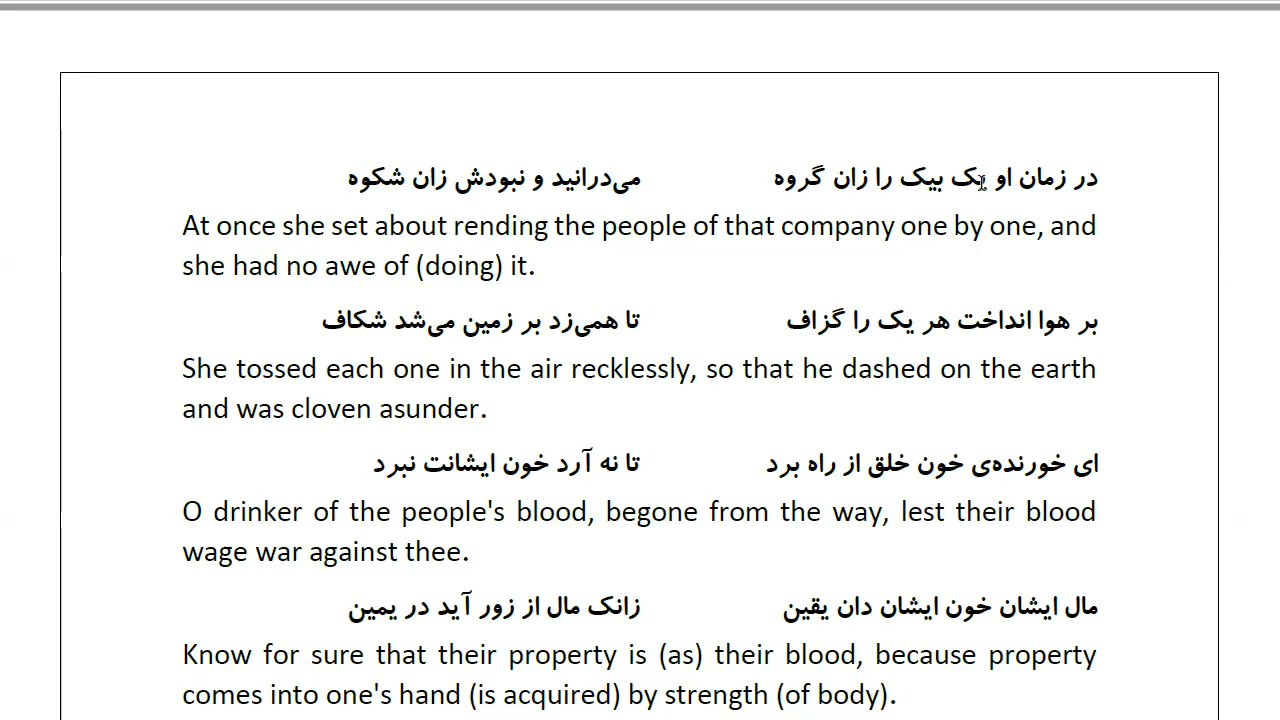 در زمان او یک بیک را زان گروه می‌درانید و نبودش زان شکوه
At once she set about rending the people of that company one by one, and
she had no awe of (doing) it.
بر هوا انداخت هر یک را گزاف تا همی‌زد بر زمین می‌شد شکاف
She tossed each one in the air recklessly, so that he dashed on the earth
and was cloven asunder.
ای خورنده‌ی خون خلق از راه برد تا نه آرد خون ایشانت نبرد
O drinker of the people's blood, begone from the way, lest their blood
wage war against thee.
مال ایشان خون ایشان دان یقین زانک مال از زور آید در یمین
Know for sure that their property is (as) their blood, because property
comes into one's hand (is acquired) by strength (of body).